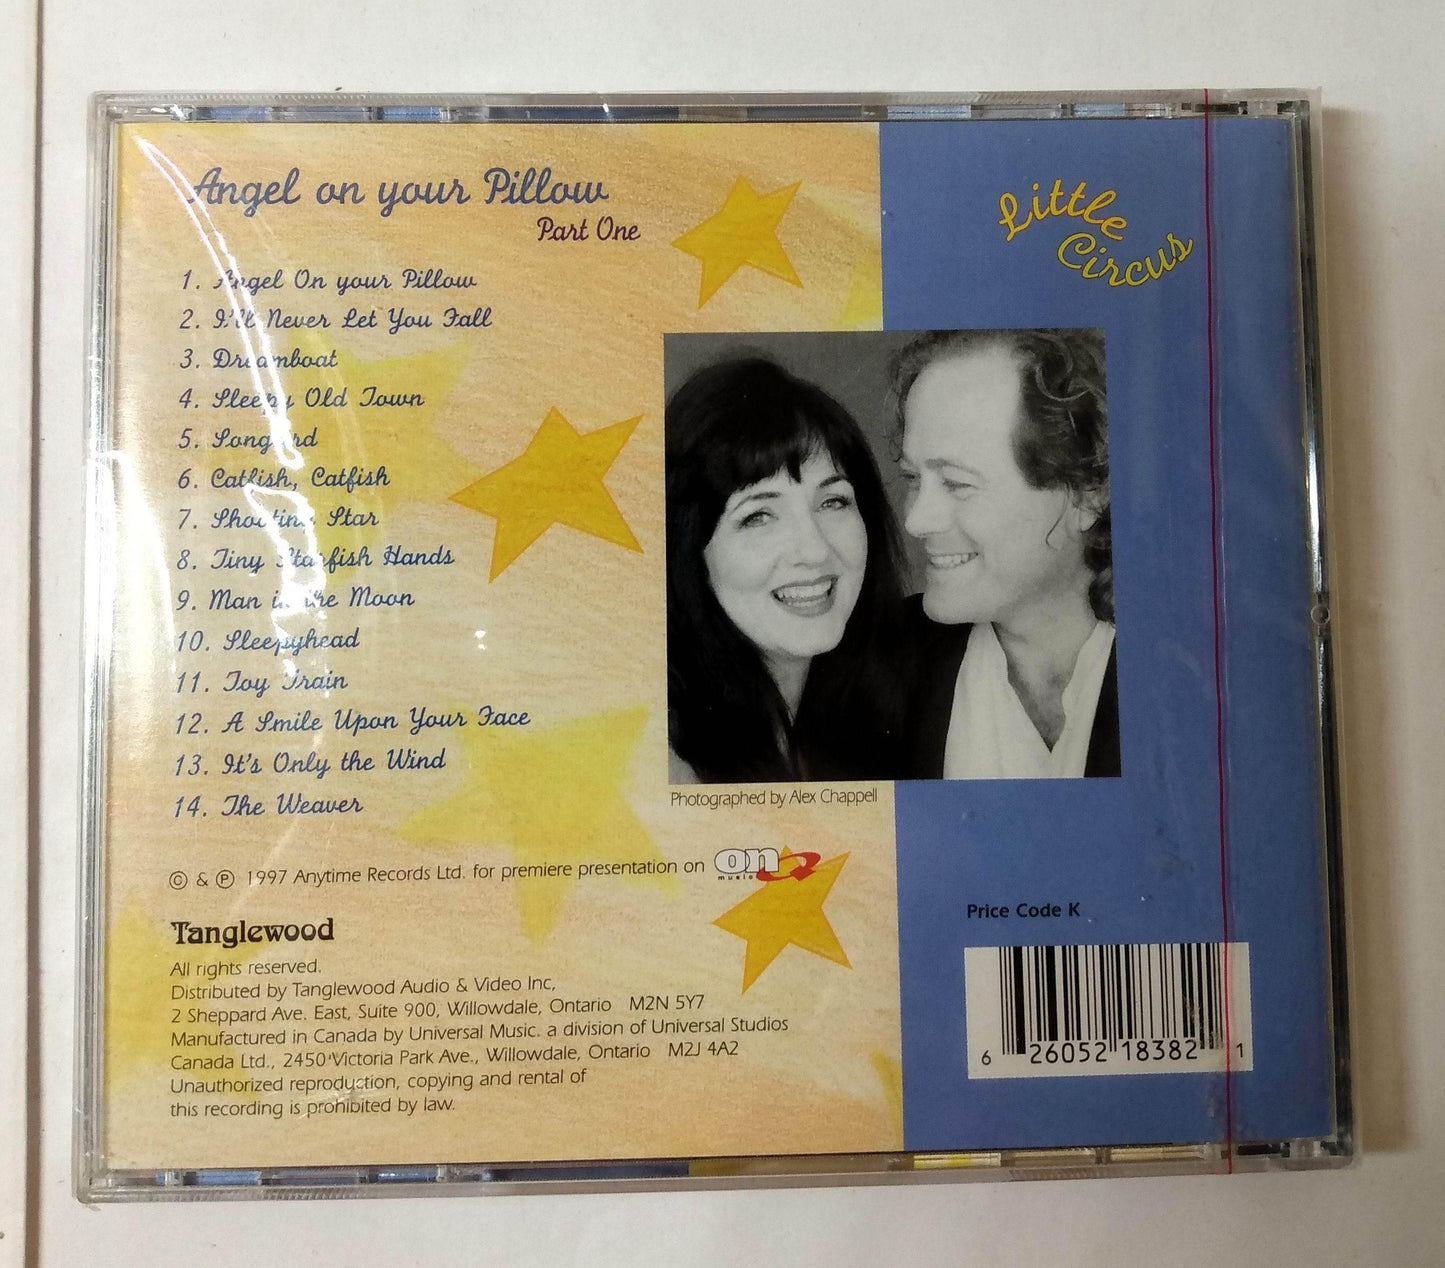 Angel on your Pillow
Part One
1. Angel On your Pillow
2. I'll Never Let You Fall
3. Dreamboat
4. Sleepy Old Town
5. Songbird
6. Catfish, Catfish
7. Shooting Star
8. Tiny Starfish Hands
9. Man in the Moon
10. Sleepyhead
11. Toy Train
12. A Smile Upon Your Face
13. It's Only the Wind
14. The Weaver
Little
Circus
Photographed by Alex Chappell
© & ℗ 1997 Anytime Records Ltd. for premiere presentation on on
music
Tanglewood
All rights reserved.
Distributed by Tanglewood Audio & Video Inc,
2 Sheppard Ave. East, Suite 900, Willowdale, Ontario M2N 5Y7
Manufactured in Canada by Universal Music. a division of Universal Studios
Canada Ltd., 2450 Victoria Park Ave., Willowdale, Ontario M2J 4A2
Unauthorized reproduction, copying and rental of
this recording is prohibited by law.
Price Code K
6 26052 18382 1